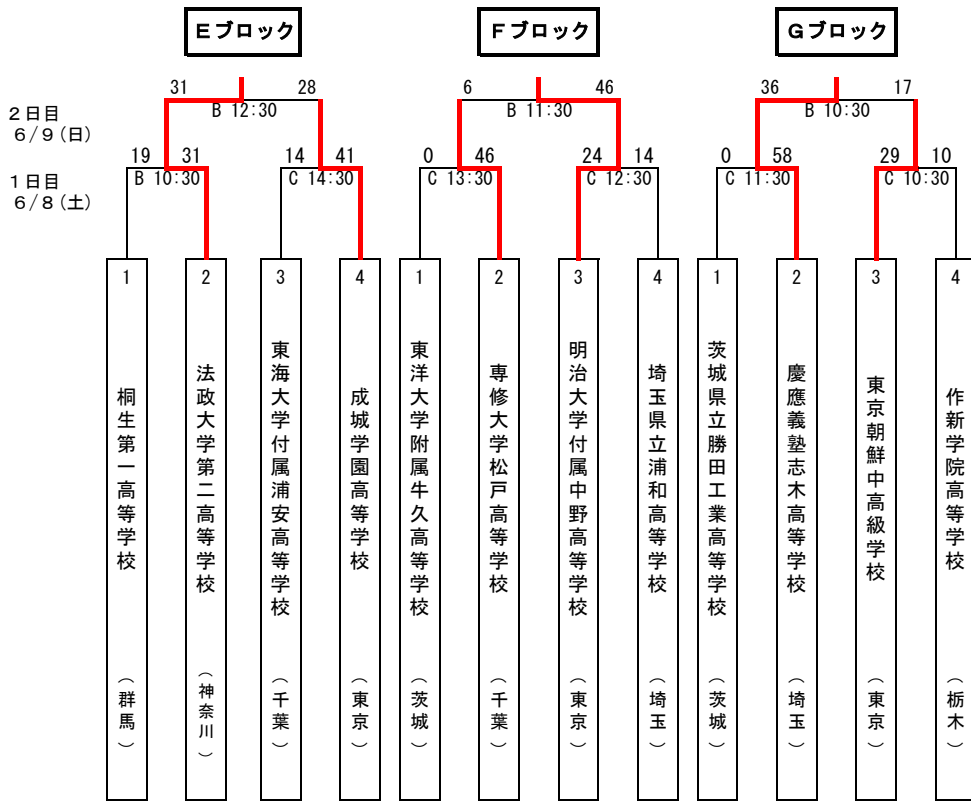 Ｅブロック
Ｆブロック
Ｇブロック
31 28 6 46 36 17
B 12:30 B 11:30 B 10:30
２日目
６/９(日)
19 31 14 41 0 46 24 14 0 58 29 10
B 10:30 C 14:30 C 13:30 C 12:30 C 11:30 C 10:30
１日目
６/８(土)
1 2 3 4 1 2 3 4 1 2 3 4
桐生第一高等学校
（群馬）
法政大学第二高等学校
（神奈川）
東海大学付属浦安高等学校
（千葉）
成城学園高等学校
（東京）
東洋大学附属牛久高等学校
（茨城）
専修大学松戸高等学校
（千葉）
明治大学付属中野高等学校
（東京）
埼玉県立浦和高等学校
（埼玉）
茨城県立勝田工業高等学校
（茨城）
慶應義塾志木高等学校
（埼玉）
東京朝鮮中高級学校
（東京）
作新学院高等学校
（栃木）